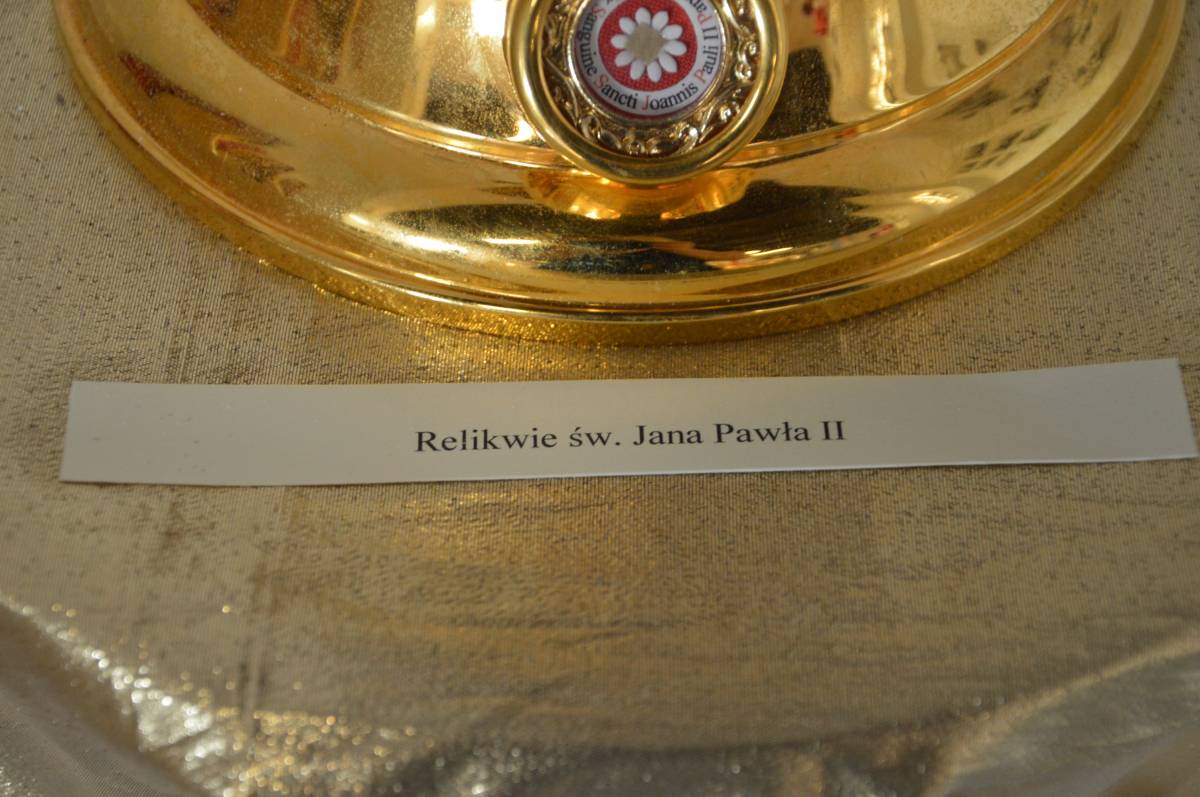 Sanguine Sancti Joannis Pauli II
Relikwie św. Jana Pawła II